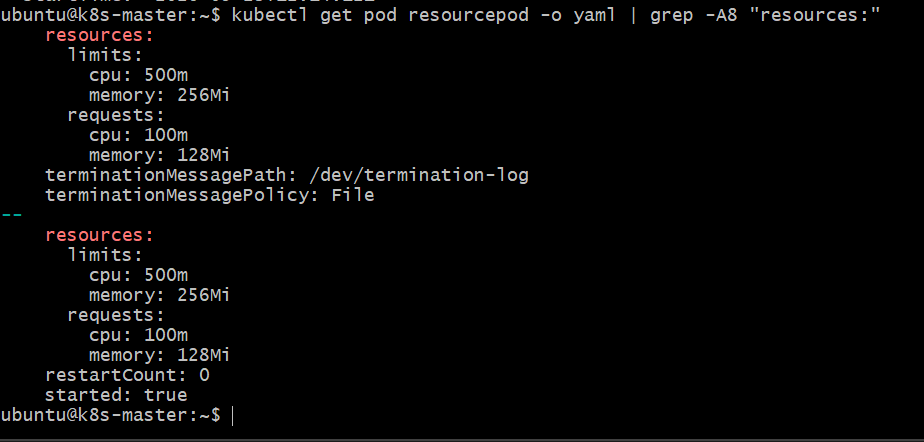 ubuntu@k8s-master:~$ kubectl get pod resourcepod -o yaml | grep -A8 "resources:"
    resources:
      limits:
        cpu: 500m
        memory: 256Mi
      requests:
        cpu: 100m
        memory: 128Mi
    terminationMessagePath: /dev/termination-log
    terminationMessagePolicy: File
--
    resources:
      limits:
        cpu: 500m
        memory: 256Mi
      requests:
        cpu: 100m
        memory: 128Mi
    restartCount: 0
    started: true
ubuntu@k8s-master:~$